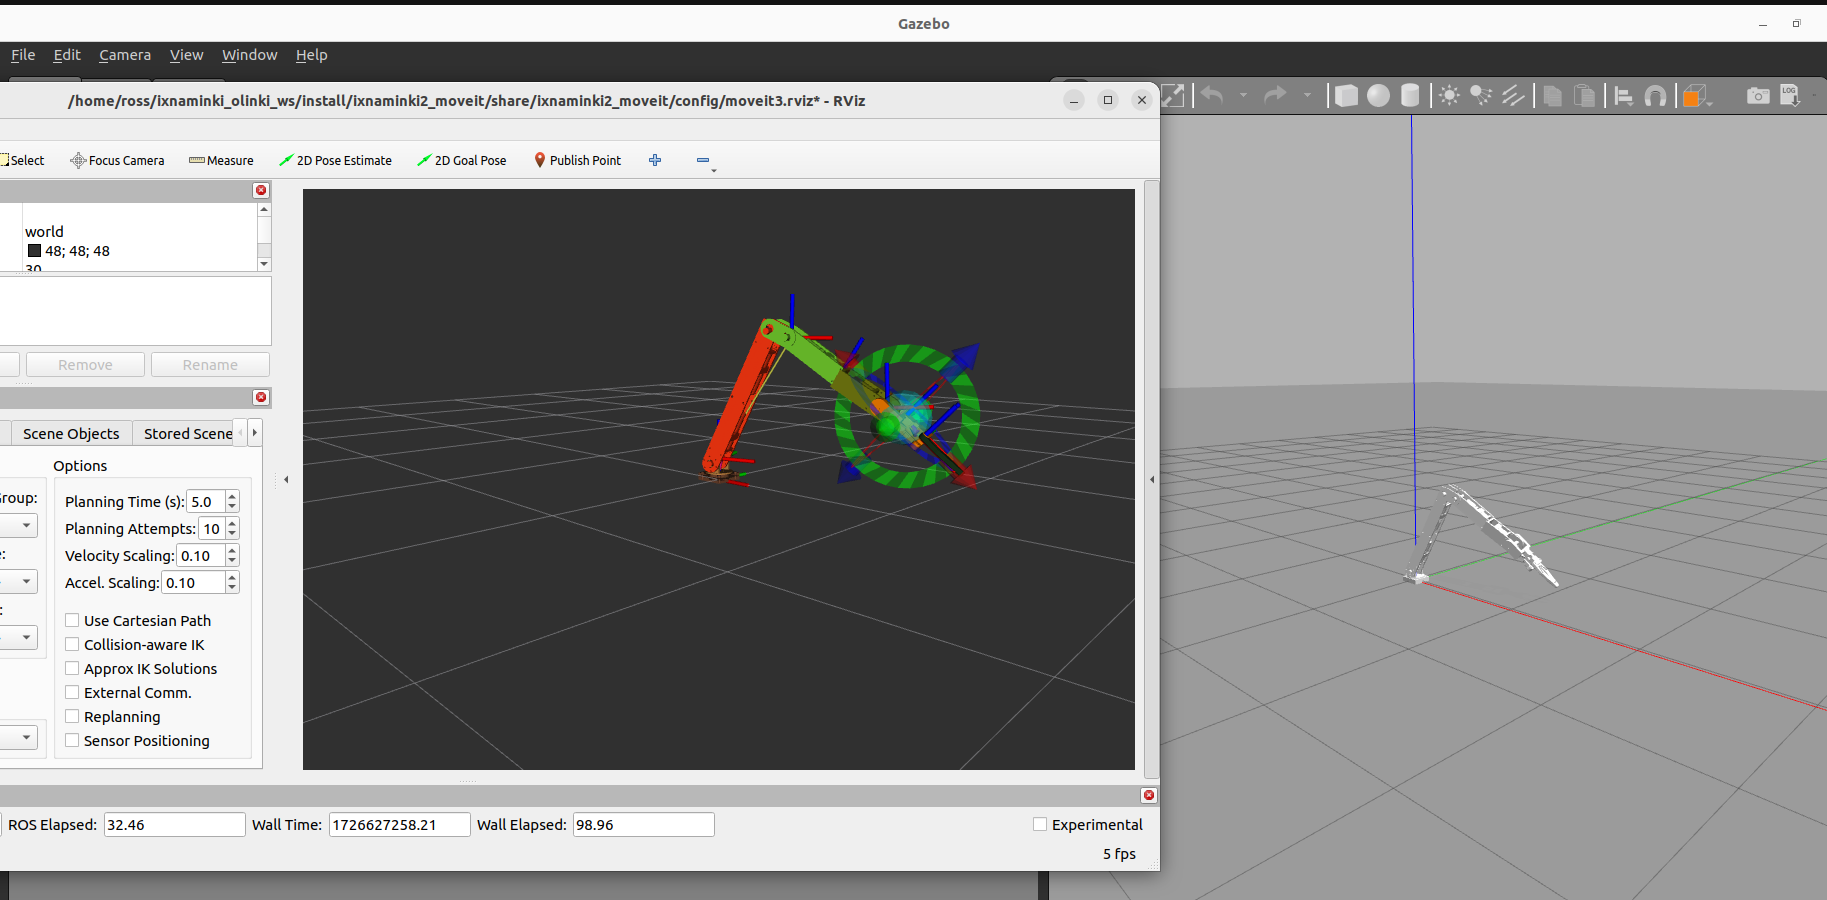 Gazebo
File Edit Camera View Window Help
/home/ross/ixnaminki_olinki_ws/install/ixnaminki2_moveit/share/ixnaminki2_moveit/config/moveit3.rviz* - RViz
LOG
Select Focus Camera Measure 2D Pose Estimate 2D Goal Pose Publish Point
world
48; 48; 48
30
Remove Rename
Scene Objects Stored Scene
Options
Group:
Planning Time (s): 5.0
Planning Attempts: 10
Velocity Scaling: 0.10
Accel. Scaling: 0.10
Use Cartesian Path
Collision-aware IK
Approx IK Solutions
External Comm.
Replanning
Sensor Positioning
ROS Elapsed: 32.46 Wall Time: 1726627258.21 Wall Elapsed: 98.96 Experimental
5 fps